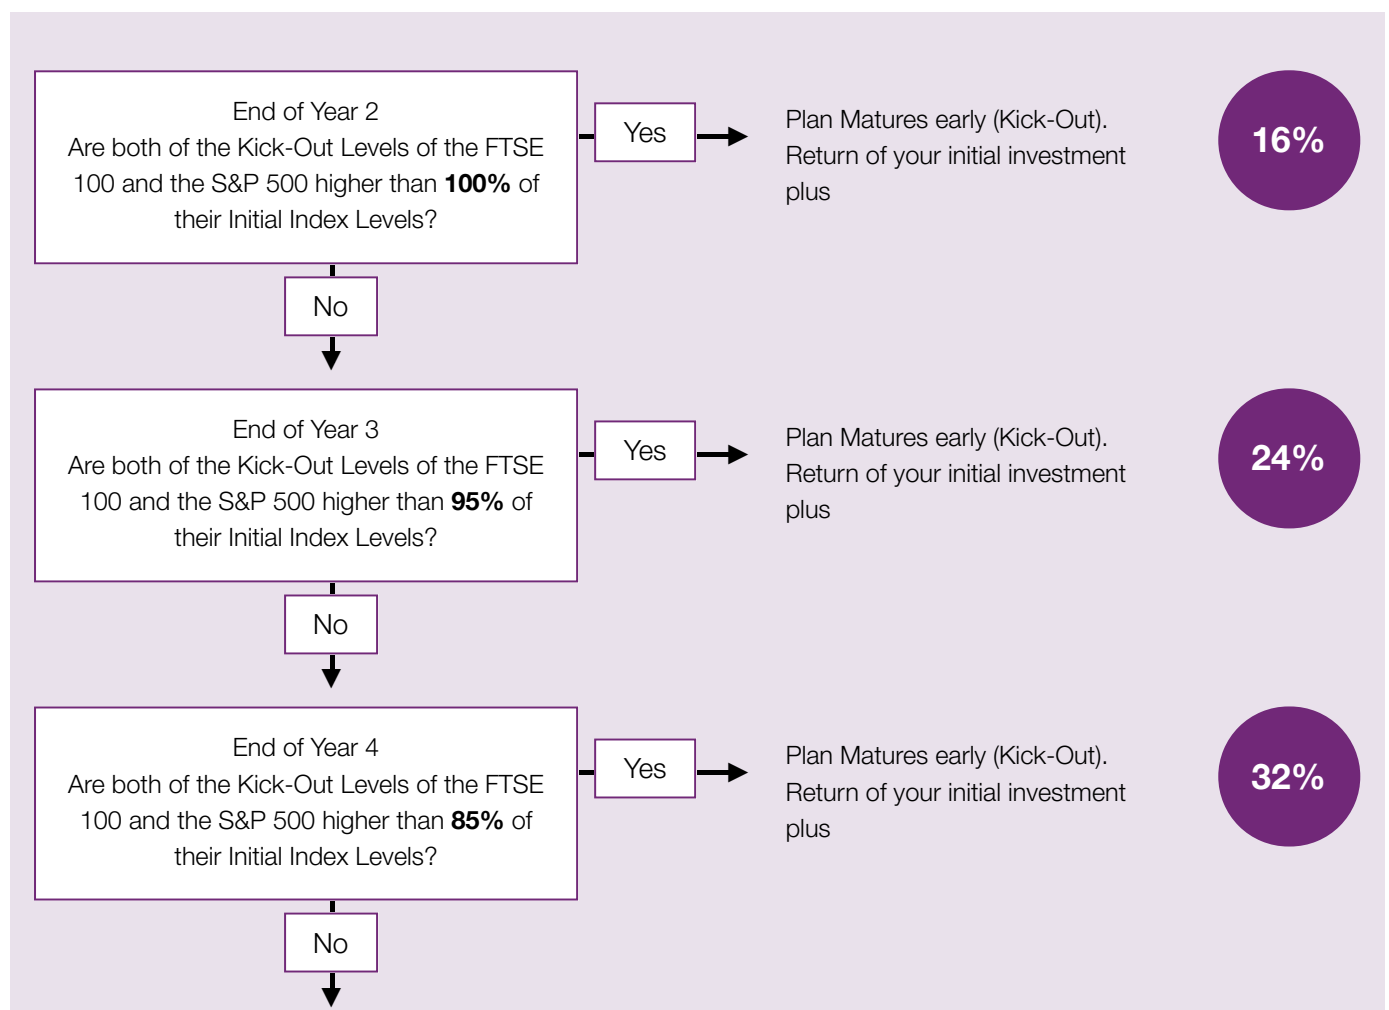 End of Year 2
Are both of the Kick-Out Levels of the FTSE
100 and the S&P 500 higher than 100% of
their Initial Index Levels?
Yes
Plan Matures early (Kick-Out).
Return of your initial investment
plus
16%
No
End of Year 3
Are both of the Kick-Out Levels of the FTSE
100 and the S&P 500 higher than 95% of
their Initial Index Levels?
Yes
Plan Matures early (Kick-Out).
Return of your initial investment
plus
24%
No
End of Year 4
Are both of the Kick-Out Levels of the FTSE
100 and the S&P 500 higher than 85% of
their Initial Index Levels?
Yes
Plan Matures early (Kick-Out).
Return of your initial investment
plus
32%
No